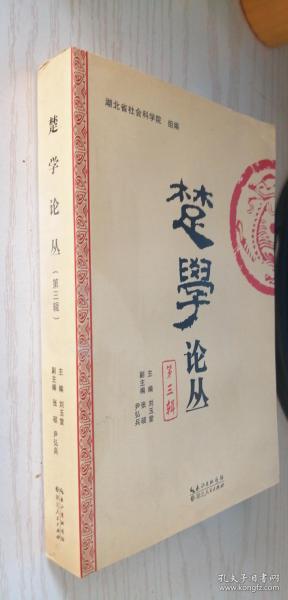 湖北省社会科学院 组编
楚學论丛
第三辑
主编 刘玉堂
副主编 张硕
尹弘兵
楚学论丛（第三辑）
主编 刘玉堂
副主编 张硕 尹弘兵
长江出版传媒
湖北人民出版社
孔夫子旧书网